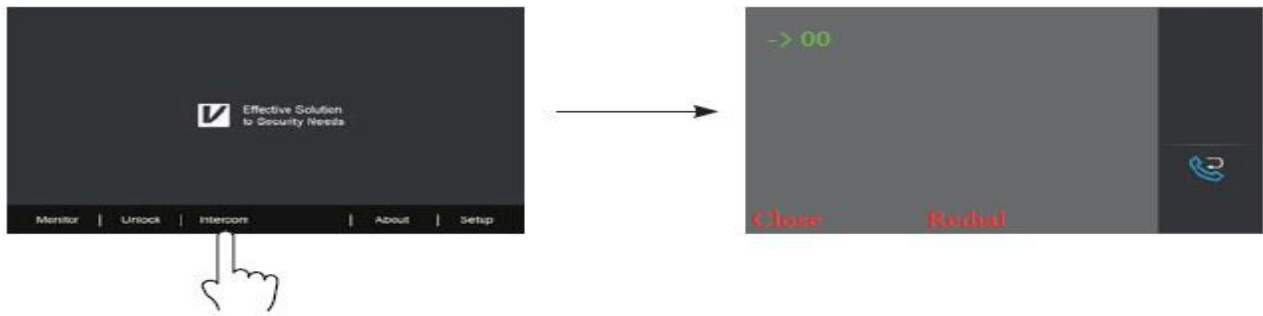 Effective Solution
to Security Needs
Monitor | Unlock | Intercom | About | Setup
-> 00
Close Redial